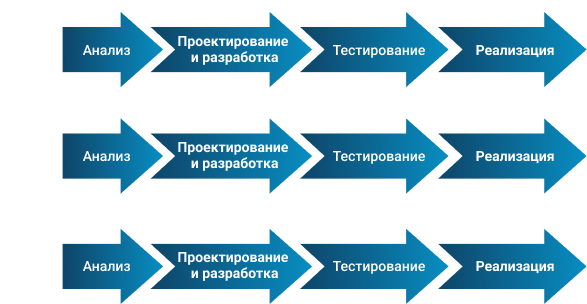 Анализ
Проектирование
и разработка
Тестирование
Реализация
Анализ
Проектирование
и разработка
Тестирование
Реализация
Анализ
Проектирование
и разработка
Тестирование
Реализация